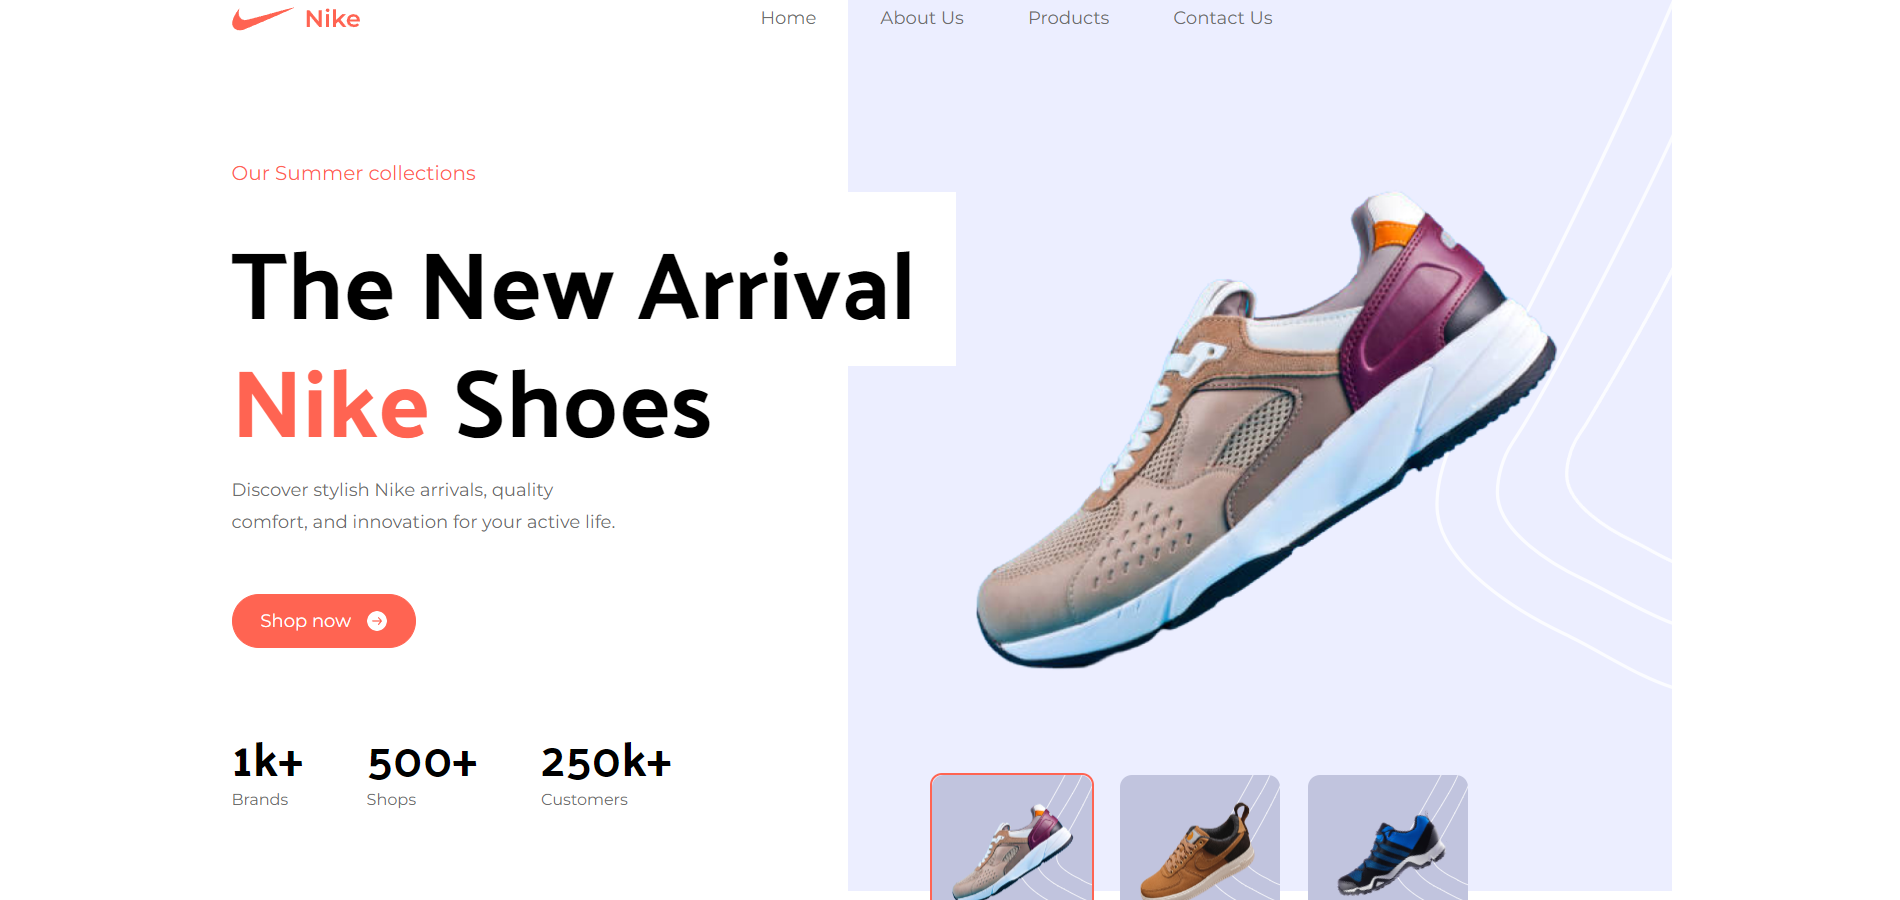 Nike
Home
About Us
Products
Contact Us
Our Summer collections
The New Arrival
Nike Shoes
Discover stylish Nike arrivals, quality
comfort, and innovation for your active life.
Shop now
1k+
Brands
500+
Shops
250k+
Customers